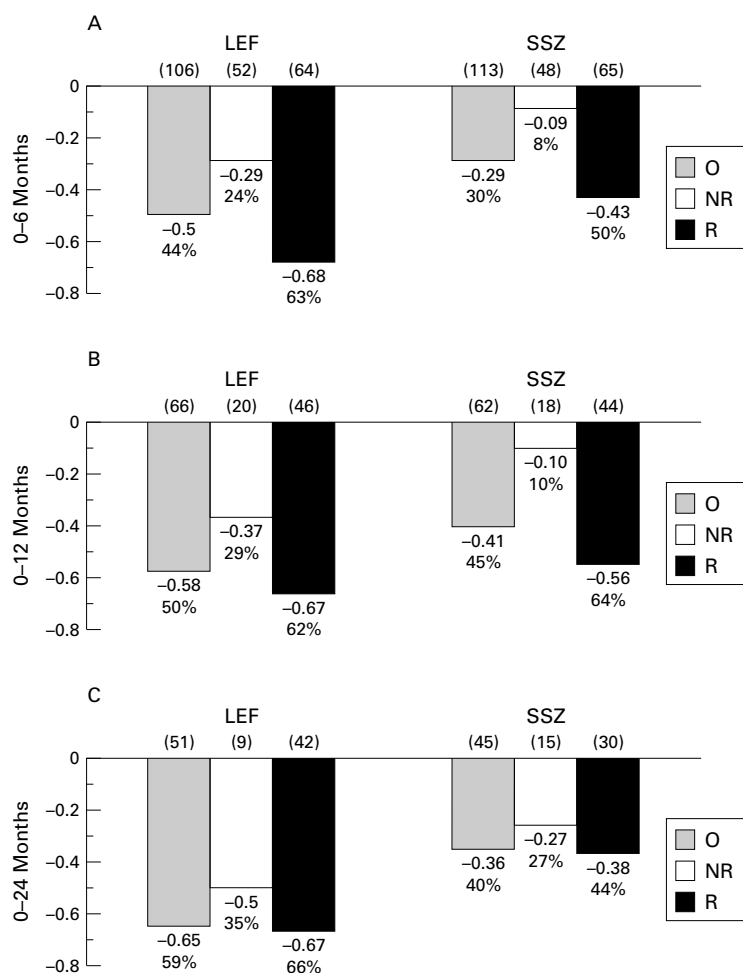 A
LEF SSZ
(106) (52) (64) (113) (48) (65)
0
–0.2
–0.4
–0.6
–0.8
0–6 Months
–0.5
44%
–0.29
24%
–0.68
63%
–0.29
30%
–0.09
8%
–0.43
50%
O
NR
R
B
LEF SSZ
(66) (20) (46) (62) (18) (44)
0
–0.2
–0.4
–0.6
–0.8
0–12 Months
–0.58
50%
–0.37
29%
–0.67
62%
–0.41
45%
–0.10
10%
–0.56
64%
O
NR
R
C
LEF SSZ
(51) (9) (42) (45) (15) (30)
0
–0.2
–0.4
–0.6
–0.8
0–24 Months
–0.65
59%
–0.5
35%
–0.67
66%
–0.36
40%
–0.27
27%
–0.38
44%
O
NR
R